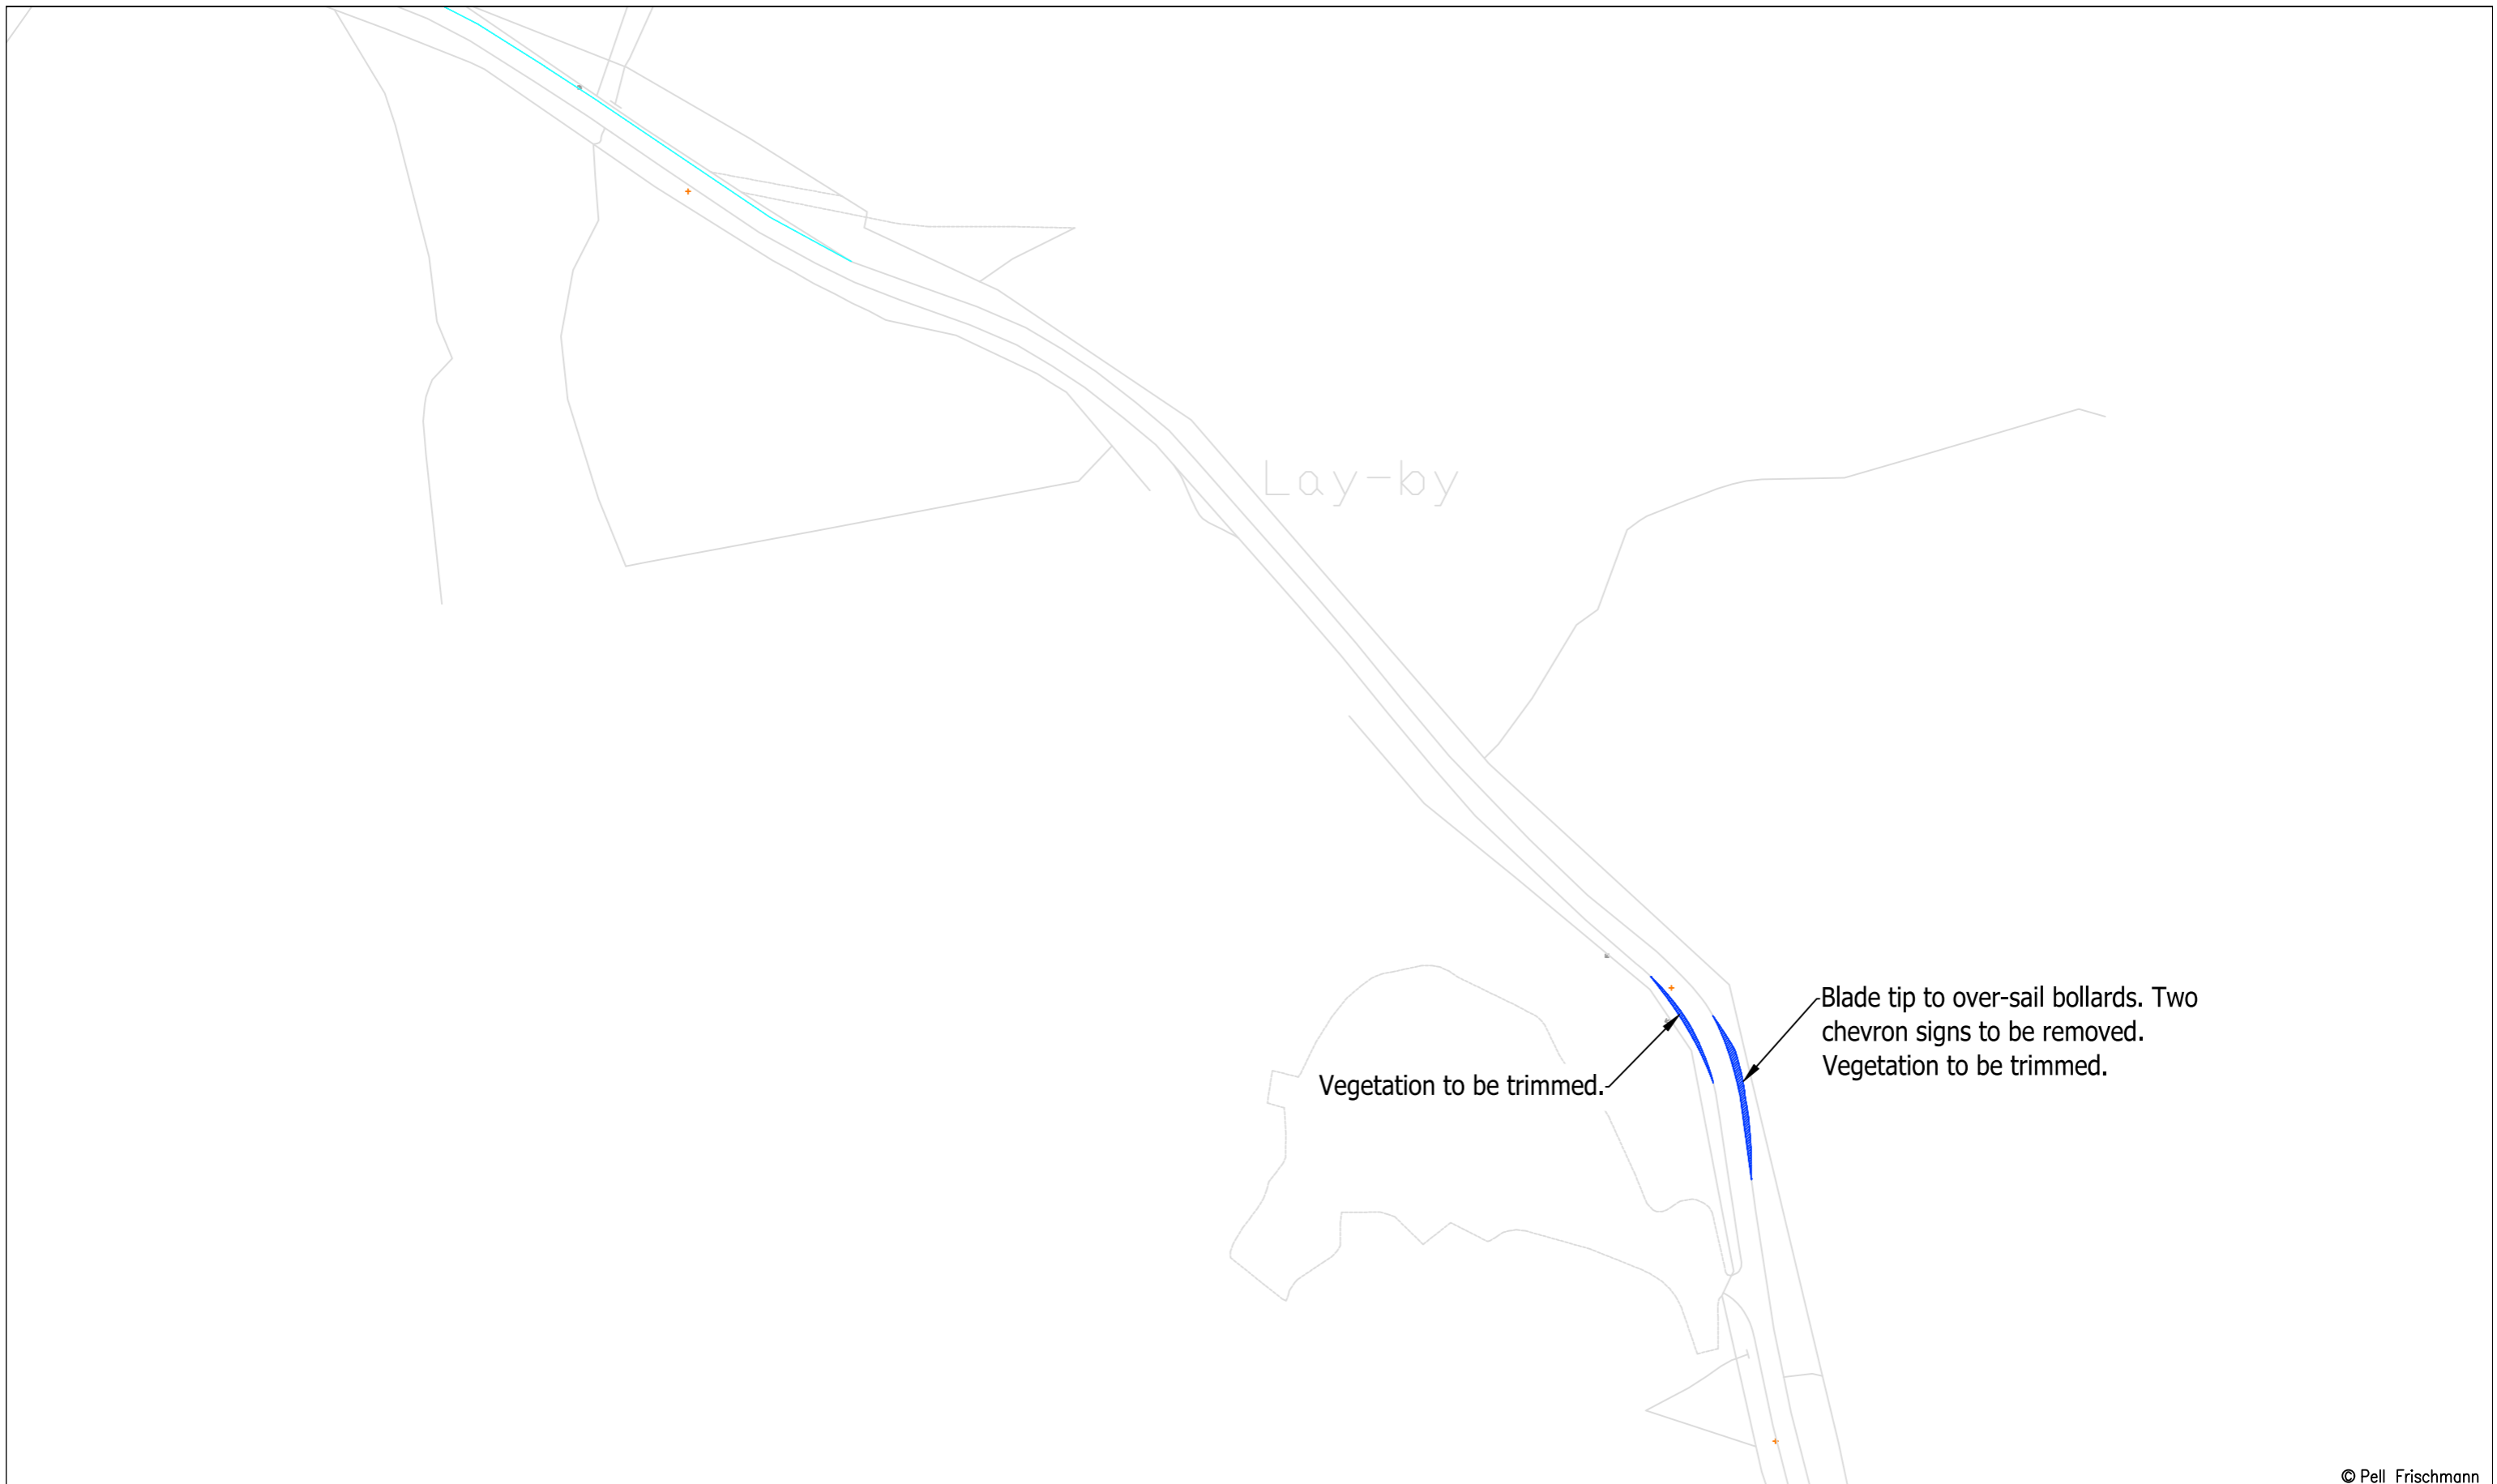 Lay-by
Blade tip to over-sail bollards. Two
chevron signs to be removed.
Vegetation to be trimmed.
Vegetation to be trimmed.
© Pell Frischmann